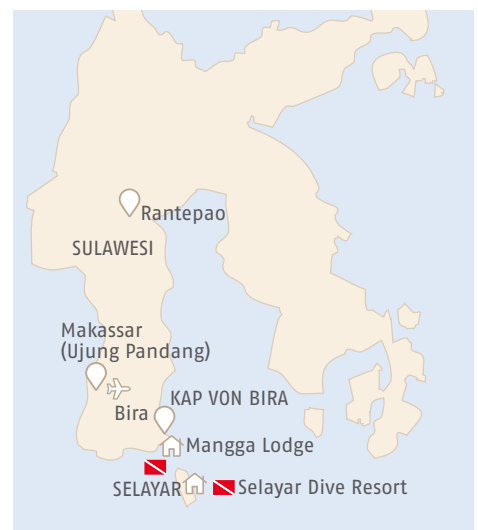 Rantepao
SULAWESI
Makassar
(Ujung Pandang)
KAP VON BIRA
Bira
Mangga Lodge
SELAYAR
Selayar Dive Resort